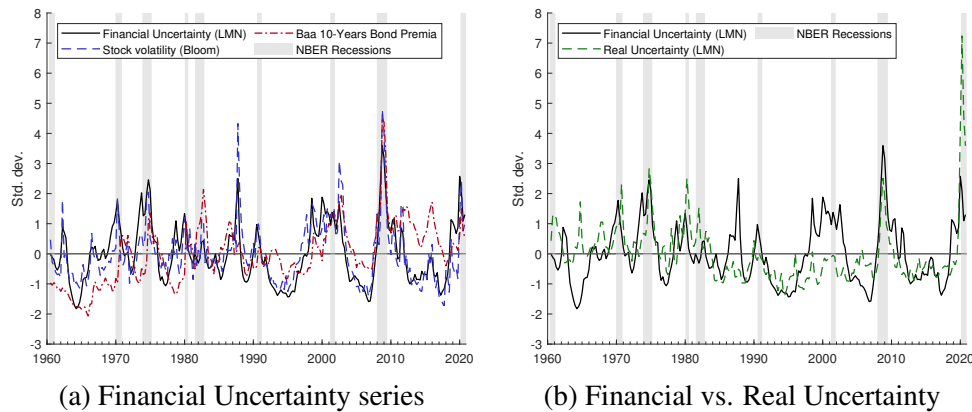 Financial Uncertainty (LMN)
Stock volatility (Bloom)
Baa 10-Years Bond Premia
NBER Recessions
Std. dev.
8
7
6
5
4
3
2
1
0
-1
-2
-3
1960 1970 1980 1990 2000 2010 2020
(a) Financial Uncertainty series
Financial Uncertainty (LMN)
Real Uncertainty (LMN)
NBER Recessions
Std. dev.
8
7
6
5
4
3
2
1
0
-1
-2
-3
1960 1970 1980 1990 2000 2010 2020
(b) Financial vs. Real Uncertainty